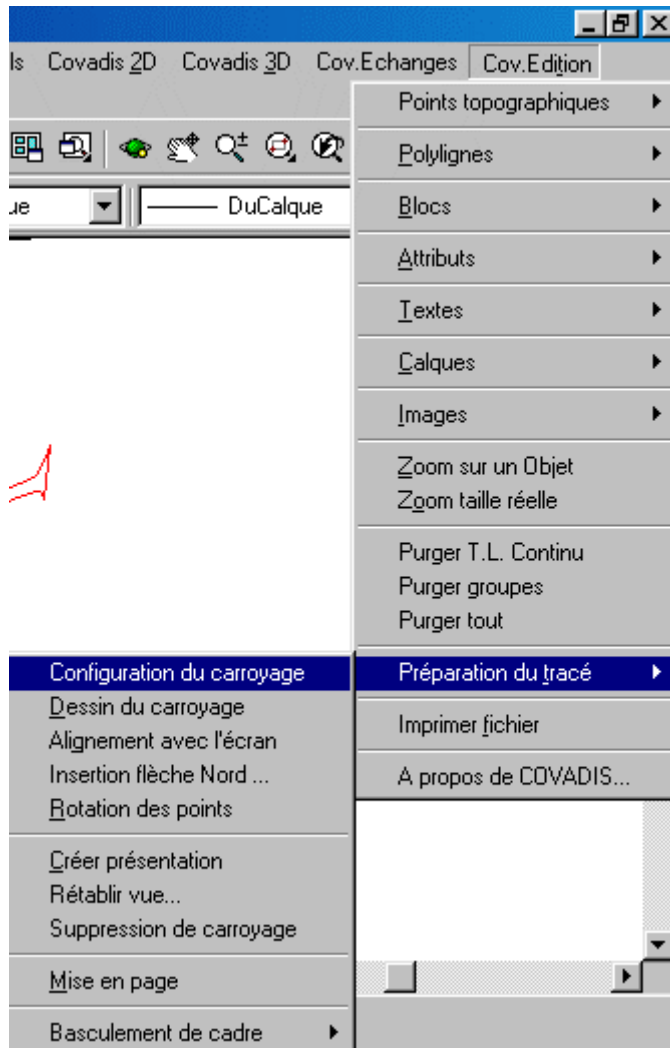 ls Covadis 2D Covadis 3D Cov.Echanges Cov.Edition
Points topographiques
ue DuCalque
Polylignes
Blocs
Attributs
Textes
Calques
Images
Zoom sur un Objet
Zoom taille réelle
Purger T.L. Continu
Purger groupes
Purger tout
Préparation du tracé
Imprimer fichier
A propos de COVADIS...
Configuration du carroyage
Dessin du carroyage
Alignement avec l'écran
Insertion flèche Nord ...
Rotation des points
Créer présentation
Rétablir vue...
Suppression de carroyage
Mise en page
Basculement de cadre